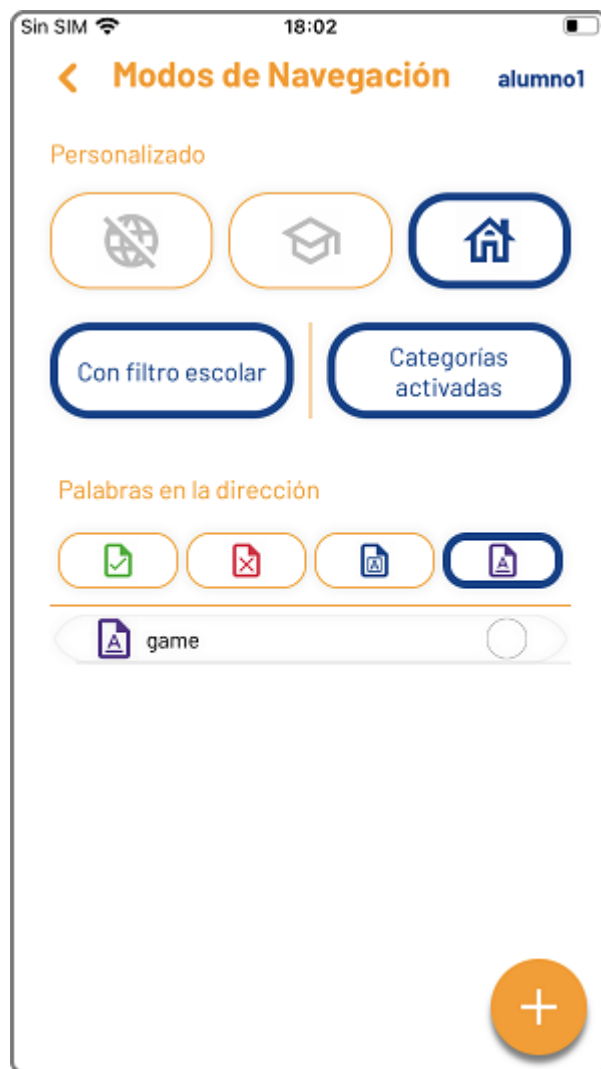 Sin SIM 18:02
Modos de Navegación alumno1
Personalizado
Con filtro escolar
Categorías
activadas
Palabras en la dirección
A A
A game